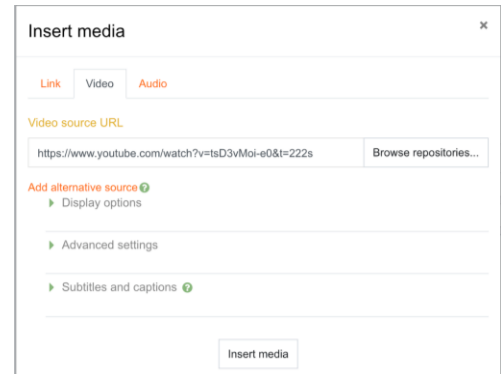 Insert media
×
Link Video Audio
Video source URL
https://www.youtube.com/watch?v=tsD3vMoi-e0&t=222s Browse repositories...
Add alternative source
Display options
Advanced settings
Subtitles and captions
Insert media